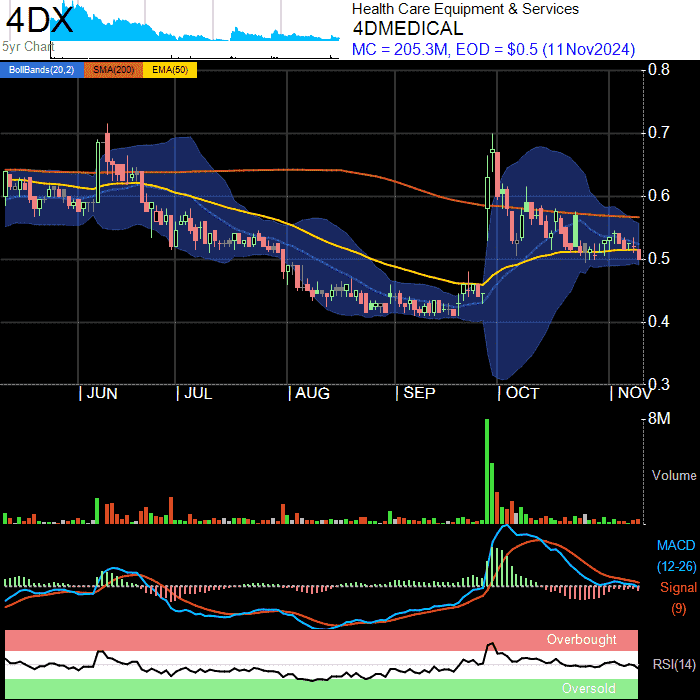 4DX
5yr Chart
Health Care Equipment & Services
4DMEDICAL
MC = 205.3M, EOD = $0.5 (11Nov2024)
BollBands(20,2) SMA(200) EMA(50)
0.8
0.7
0.6
0.5
0.4
0.3
JUN JUL AUG SEP OCT NOV
8M
Volume
MACD
(12-26)
Signal
(9)
Overbought
RSI(14)
Oversold